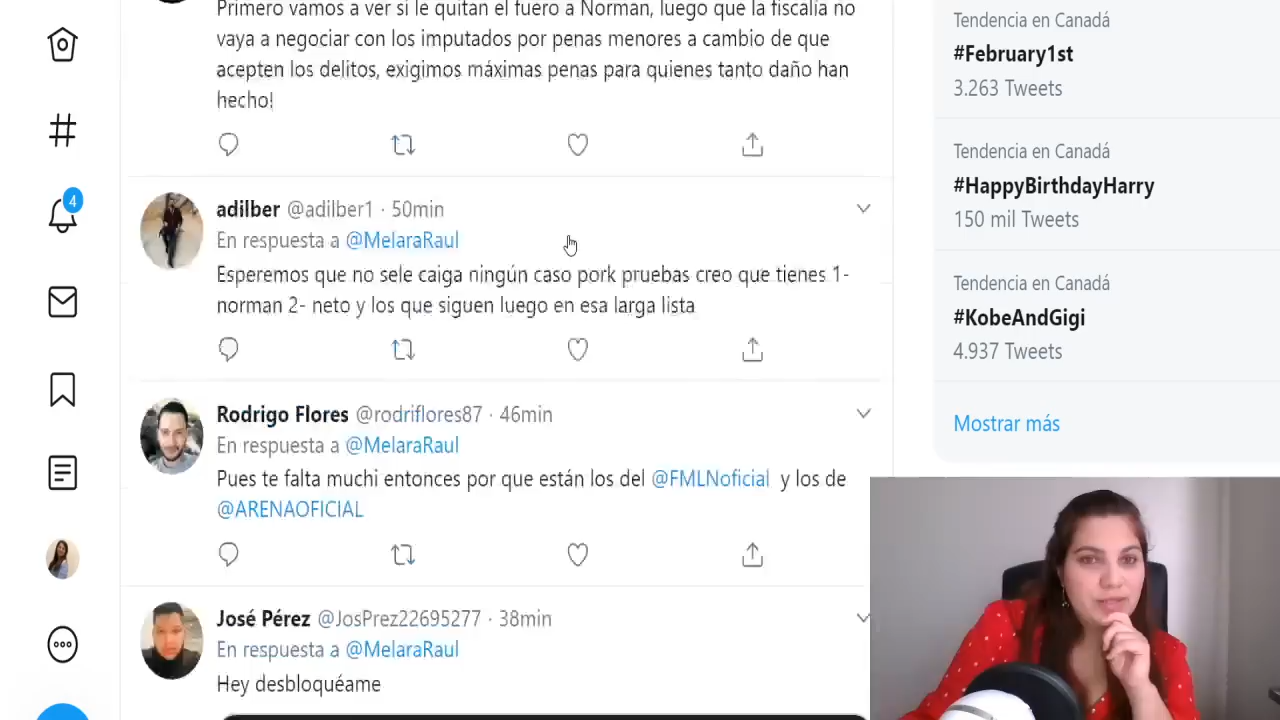 Primero vamos a ver si le quitan el fuero a Norman, luego que la fiscalía no
vaya a negociar con los imputados por penas menores a cambio de que
acepten los delitos, exigimos máximas penas para quienes tanto daño han
hecho!
adilber @adilber1 · 50min
En respuesta a @MelaraRaul
Esperemos que no sele caiga ningún caso pork pruebas creo que tienes 1-
norman 2- neto y los que siguen luego en esa larga lista
Rodrigo Flores @rodriflores87 · 46min
En respuesta a @MelaraRaul
Pues te falta muchi entonces por que están los del @FMLNoficial y los de
@ARENAOFICIAL
José Pérez @JosPrez22695277 · 38min
En respuesta a @MelaraRaul
Hey desbloquéame
4
Tendencia en Canadá
#February1st
3.263 Tweets
Tendencia en Canadá
#HappyBirthdayHarry
150 mil Tweets
Tendencia en Canadá
#KobeAndGigi
4.937 Tweets
Mostrar más